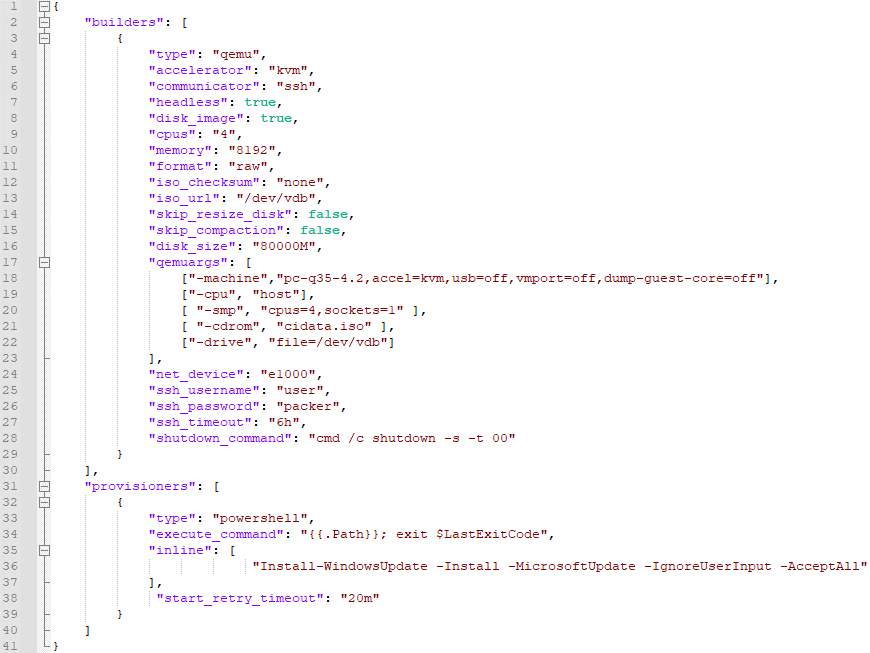 1 {
2     "builders": [
3         {
4             "type": "qemu",
5             "accelerator": "kvm",
6             "communicator": "ssh",
7             "headless": true,
8             "disk_image": true,
9             "cpus": "4",
10             "memory": "8192",
11             "format": "raw",
12             "iso_checksum": "none",
13             "iso_url": "/dev/vdb",
14             "skip_resize_disk": false,
15             "skip_compaction": false,
16             "disk_size": "80000M",
17             "qemuargs": [
18                 ["-machine","pc-q35-4.2,accel=kvm,usb=off,vmport=off,dump-guest-core=off"],
19                 ["-cpu", "host"],
20                 [ "-smp", "cpus=4,sockets=1" ],
21                 [ "-cdrom", "cidata.iso" ],
22                 ["-drive", "file=/dev/vdb"]
23             ],
24             "net_device": "e1000",
25             "ssh_username": "user",
26             "ssh_password": "packer",
27             "ssh_timeout": "6h",
28             "shutdown_command": "cmd /c shutdown -s -t 00"
29         }
30     ],
31     "provisioners": [
32         {
33             "type": "powershell",
34             "execute_command": "{{.Path}}; exit $LastExitCode",
35             "inline": [
36                          "Install-WindowsUpdate -Install -MicrosoftUpdate -IgnoreUserInput -AcceptAll"
37             ],
38              "start_retry_timeout": "20m"
39         }
40     ]
41 }